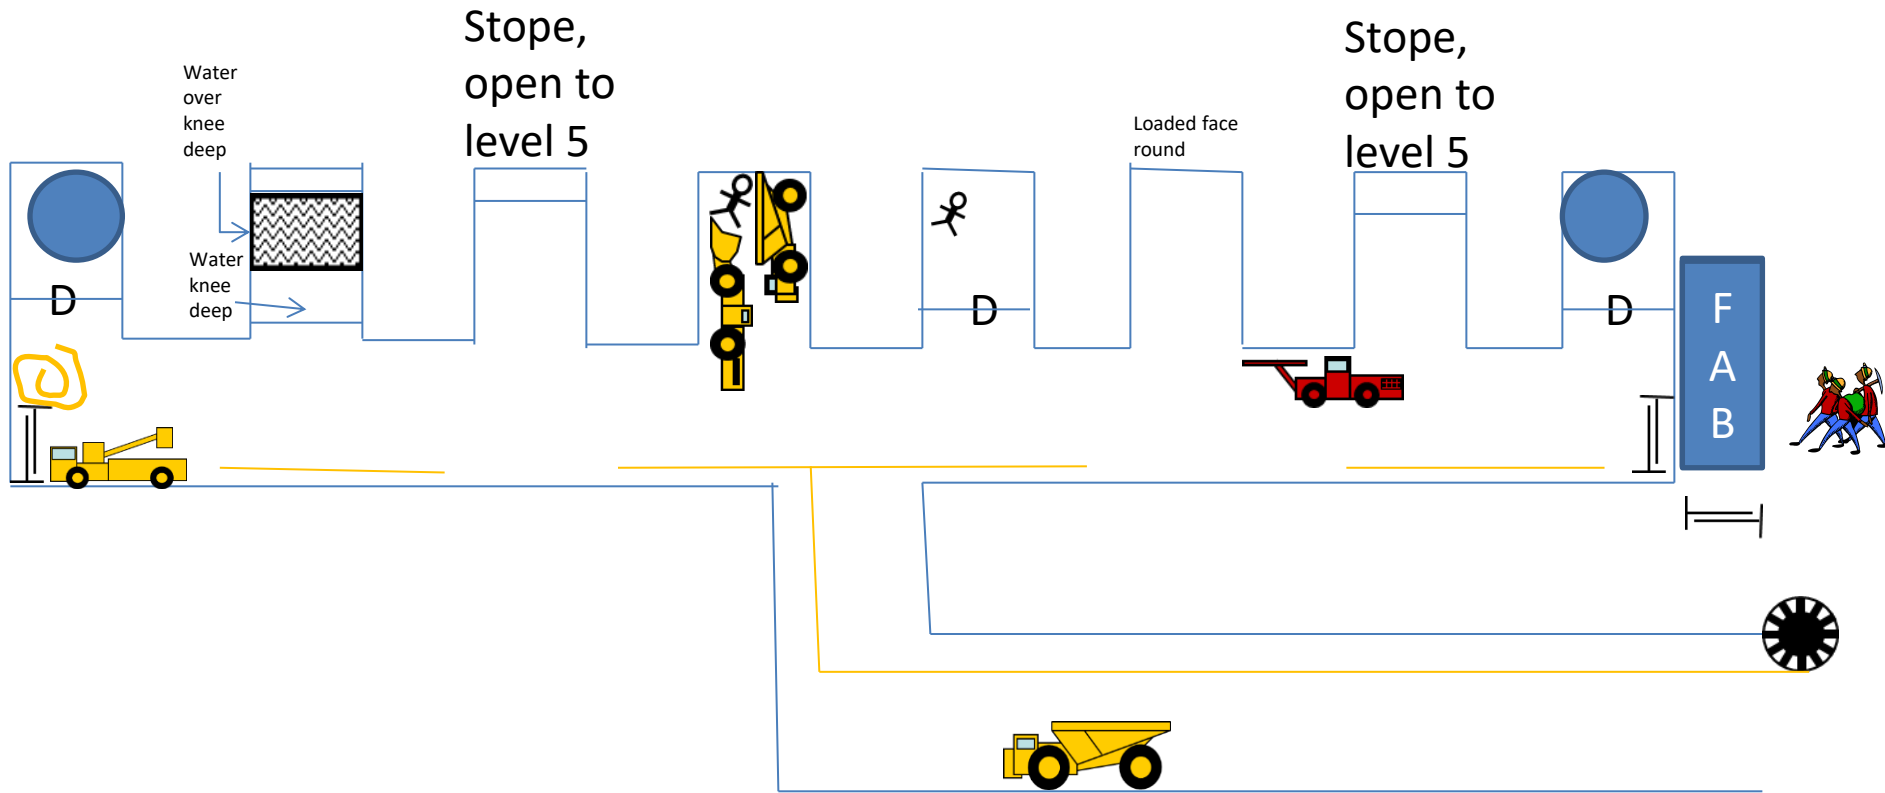 Stope,
open to
level 5
Stope,
open to
level 5
Water
over
knee
deep
Loaded face
round
Water
knee
deep
D
D
D
F
A
B